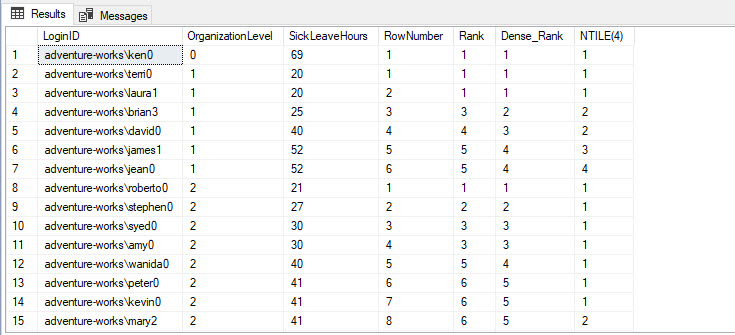 Results Messages
LoginID OrganizationLevel SickLeaveHours RowNumber Rank Dense_Rank NTILE(4)
1 adventure-works\ken0 0 69 1 1 1 1
2 adventure-works\terri0 1 20 1 1 1 1
3 adventure-works\laura1 1 20 2 1 1 1
4 adventure-works\brian3 1 25 3 3 2 2
5 adventure-works\david0 1 40 4 4 3 2
6 adventure-works\james1 1 52 5 5 4 3
7 adventure-works\jean0 1 52 6 5 4 4
8 adventure-works\roberto0 2 21 1 1 1 1
9 adventure-works\stephen0 2 27 2 2 2 1
10 adventure-works\syed0 2 30 3 3 3 1
11 adventure-works\amy0 2 30 4 3 3 1
12 adventure-works\wanida0 2 40 5 5 4 1
13 adventure-works\peter0 2 41 6 6 5 1
14 adventure-works\kevin0 2 41 7 6 5 1
15 adventure-works\mary2 2 41 8 6 5 2